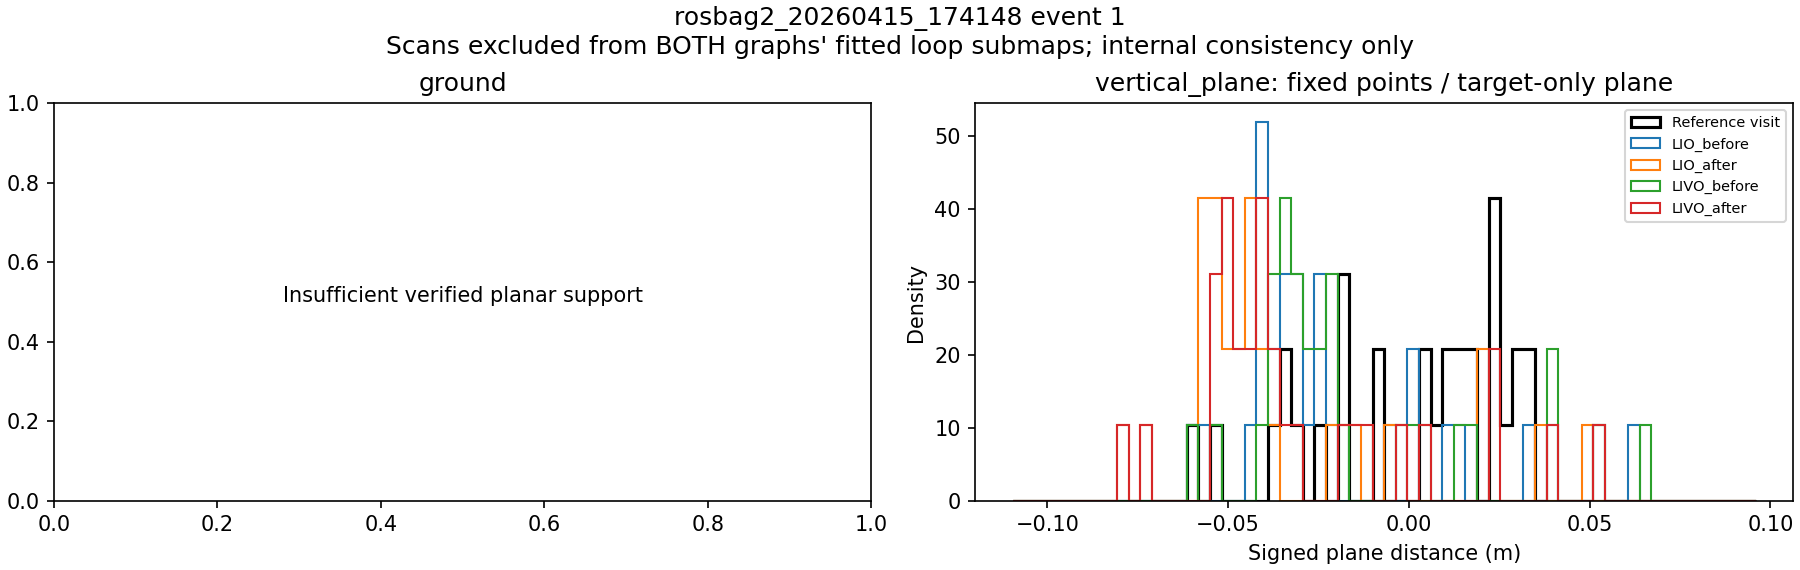 rosbag2_20260415_174148 event 1
Scans excluded from BOTH graphs' fitted loop submaps; internal consistency only
ground
1.0
0.8
0.6
0.4
0.2
0.0
Insufficient verified planar support
0.0 0.2 0.4 0.6 0.8 1.0
vertical_plane: fixed points / target-only plane
Density
50
40
30
20
10
0
Reference visit
LIO_before
LIO_after
LIVO_before
LIVO_after
−0.10 −0.05 0.00 0.05 0.10
Signed plane distance (m)